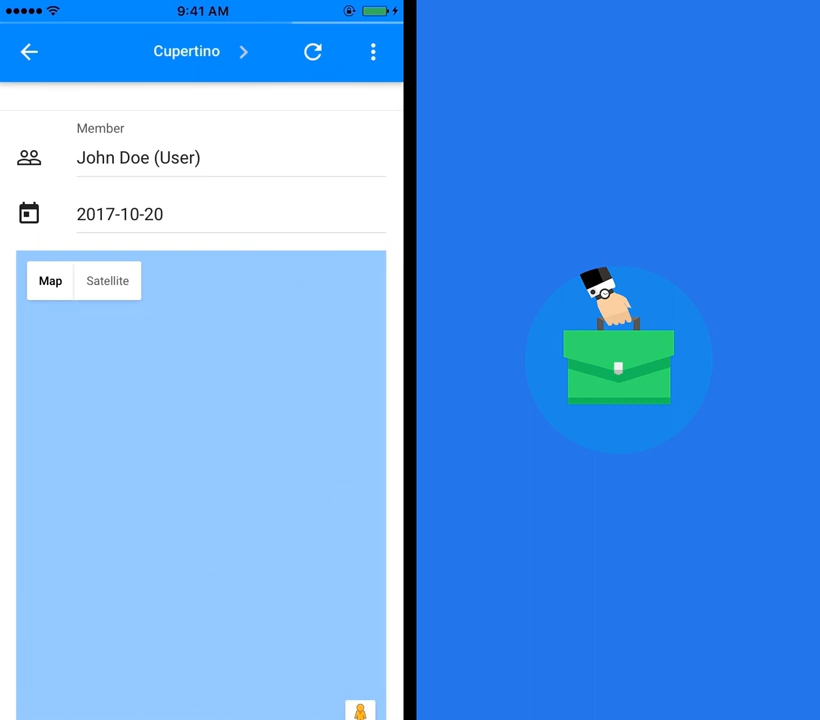 9:41 AM
Cupertino
Member
John Doe (User)
2017-10-20
Map Satellite